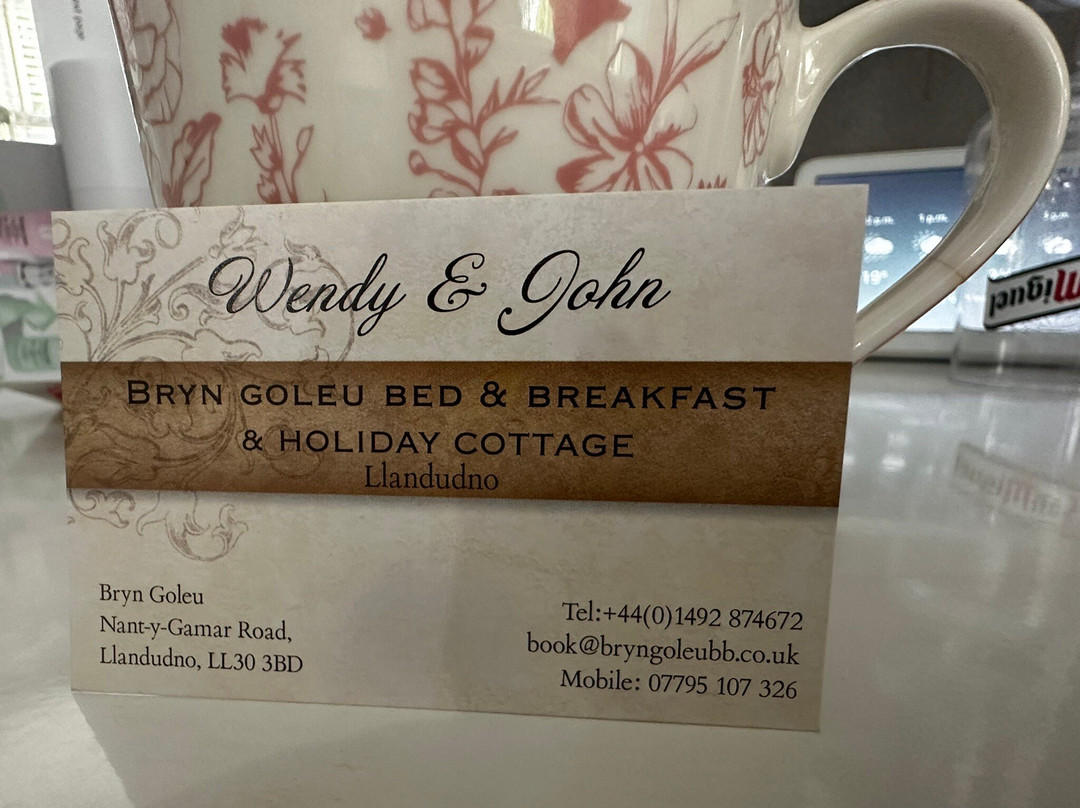 Wendy & John
BRYN GOLEU BED & BREAKFAST
& HOLIDAY COTTAGE
Llandudno
Bryn Goleu
Nant-y-Gamar Road,
Llandudno, LL30 3BD
Tel:+44(0)1492 874672
book@bryngoleubb.co.uk
Mobile: 07795 107 326
Miguel
1 p.m.